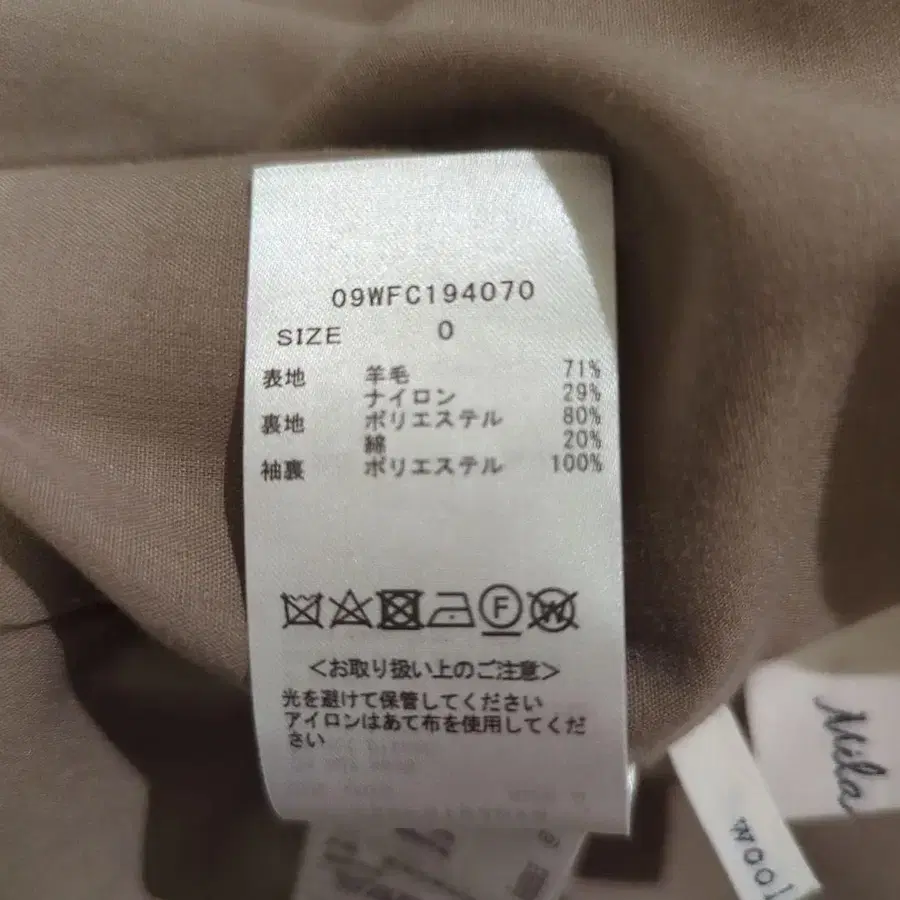 09WFC194070
SIZE 0
表地 羊毛 71%
ナイロン 29%
裏地 ポリエステル 80%
綿 20%
袖裏 ポリエステル 100%
F W
<お取り扱い上のご注意>
光を避けて保管してください
アイロンはあて布を使用してくだ
さい
Mila
wool